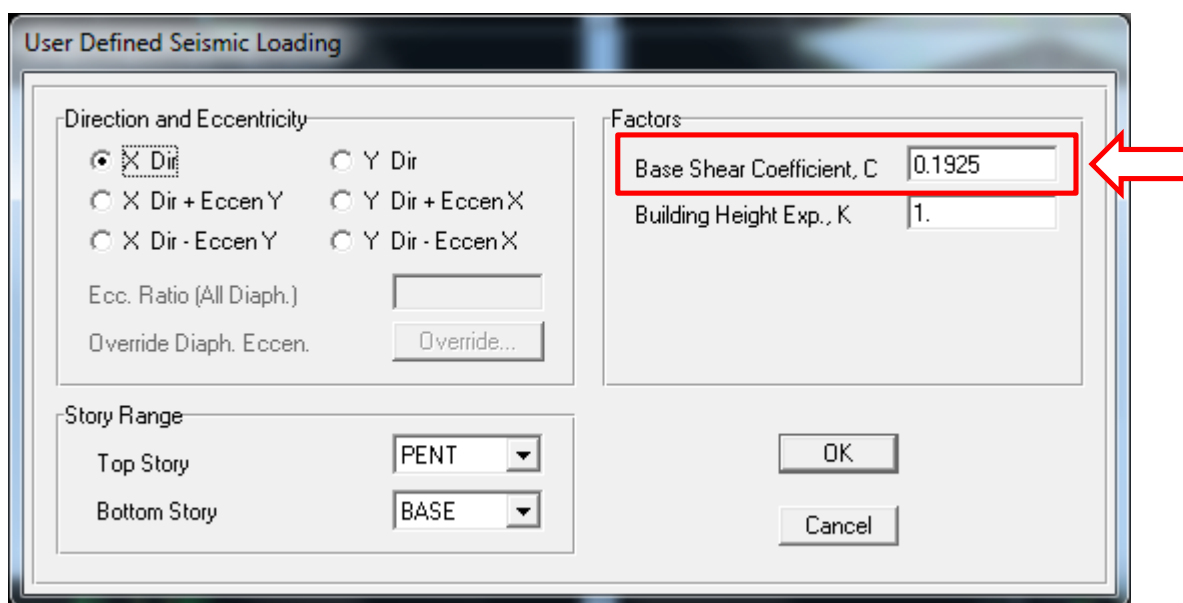 User Defined Seismic Loading
Direction and Eccentricity
X Dir
Y Dir
X Dir + Eccen Y
Y Dir + Eccen X
X Dir - Eccen Y
Y Dir - Eccen X
Ecc. Ratio (All Diaph.)
Override Diaph. Eccen.
Override...
Factors
Base Shear Coefficient, C
0.1925
Building Height Exp., K
1.
Story Range
Top Story
PENT
Bottom Story
BASE
OK
Cancel